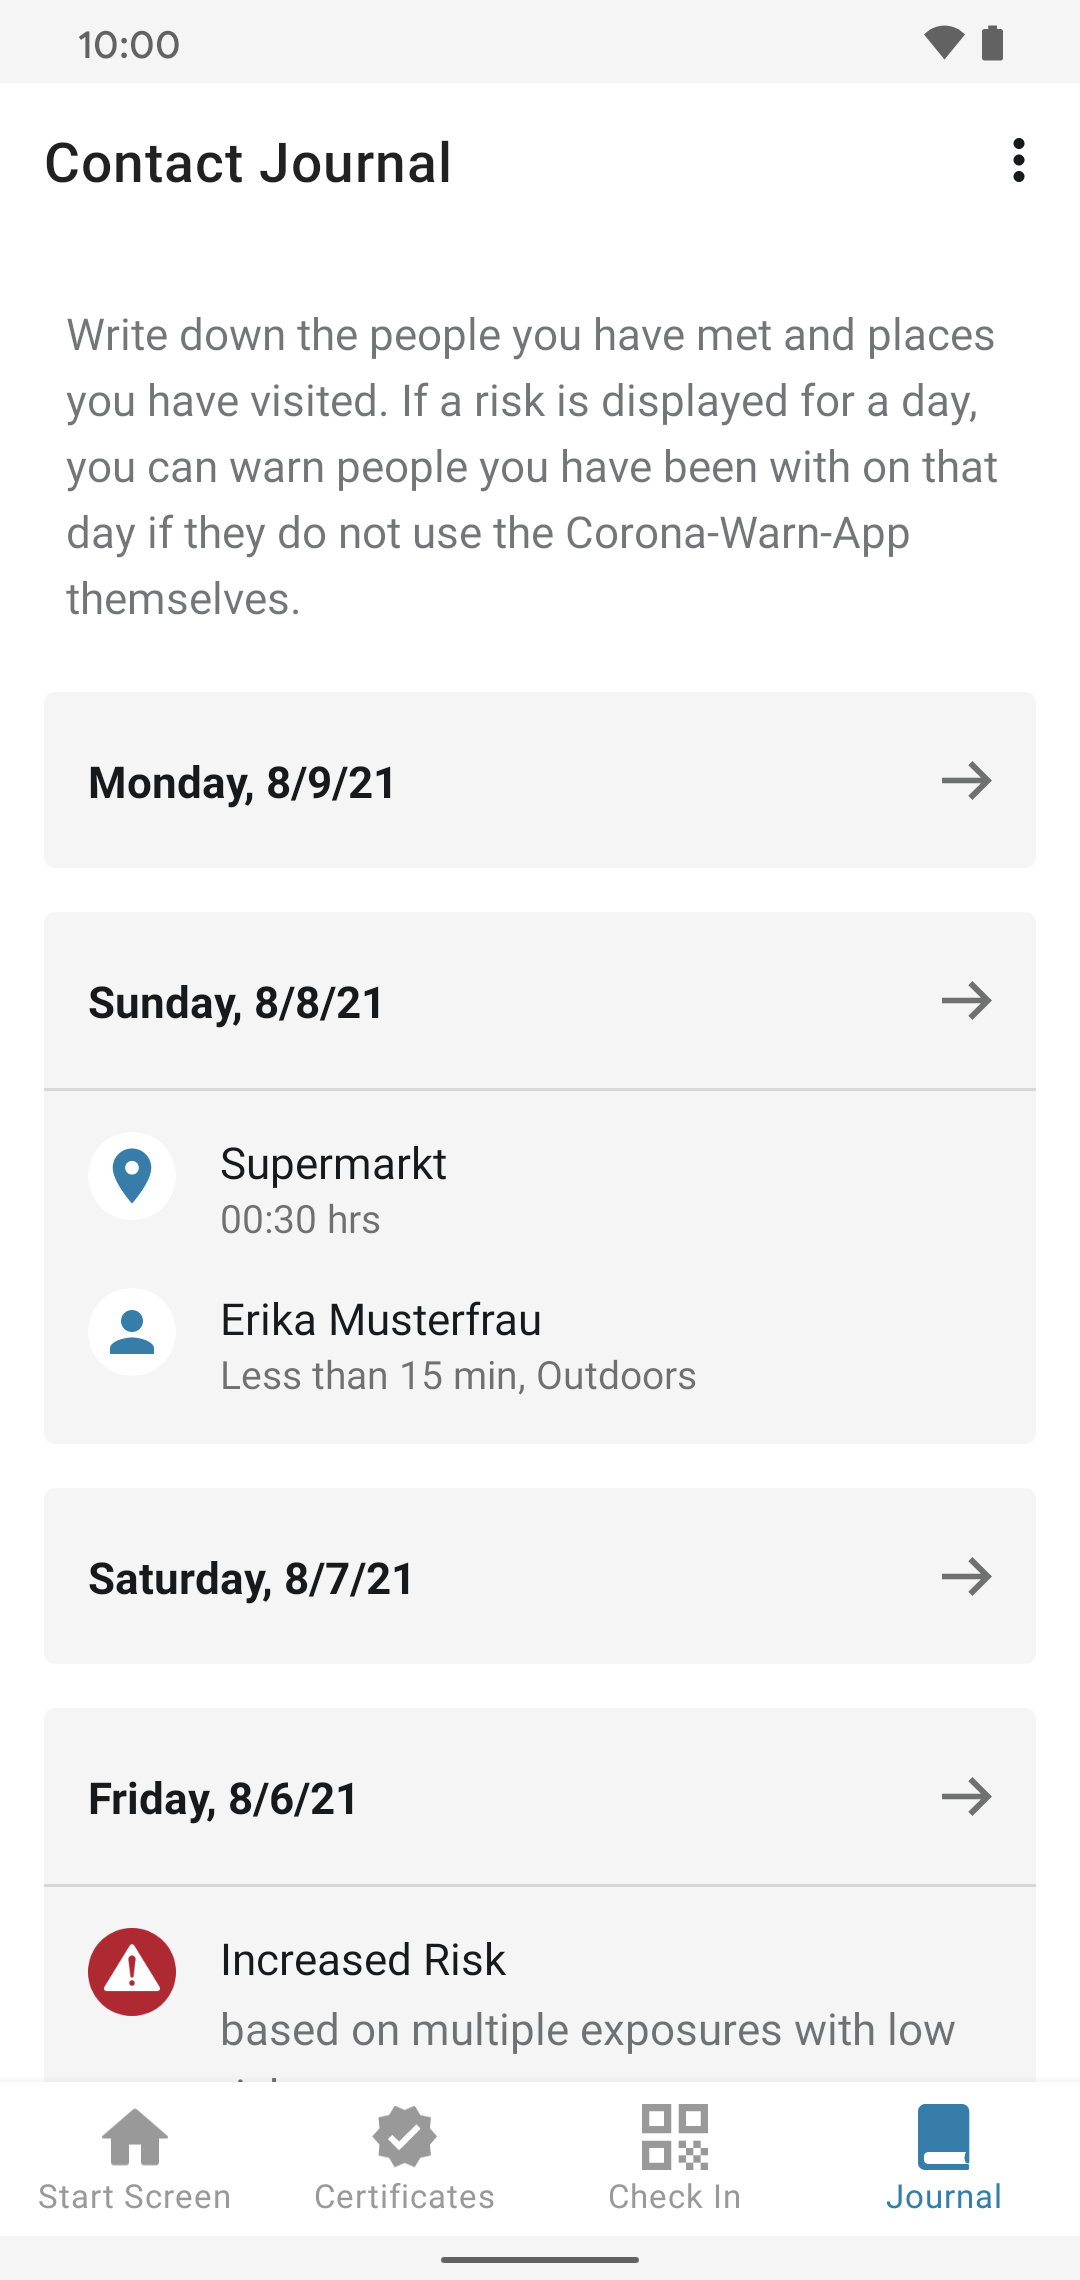 10:00
Contact Journal
Write down the people you have met and places
you have visited. If a risk is displayed for a day,
you can warn people you have been with on that
day if they do not use the Corona-Warn-App
themselves.
Monday, 8/9/21
Sunday, 8/8/21
Supermarkt
00:30 hrs
Erika Musterfrau
Less than 15 min, Outdoors
Saturday, 8/7/21
Friday, 8/6/21
Increased Risk
based on multiple exposures with low
Start Screen
Certificates
Check In
Journal